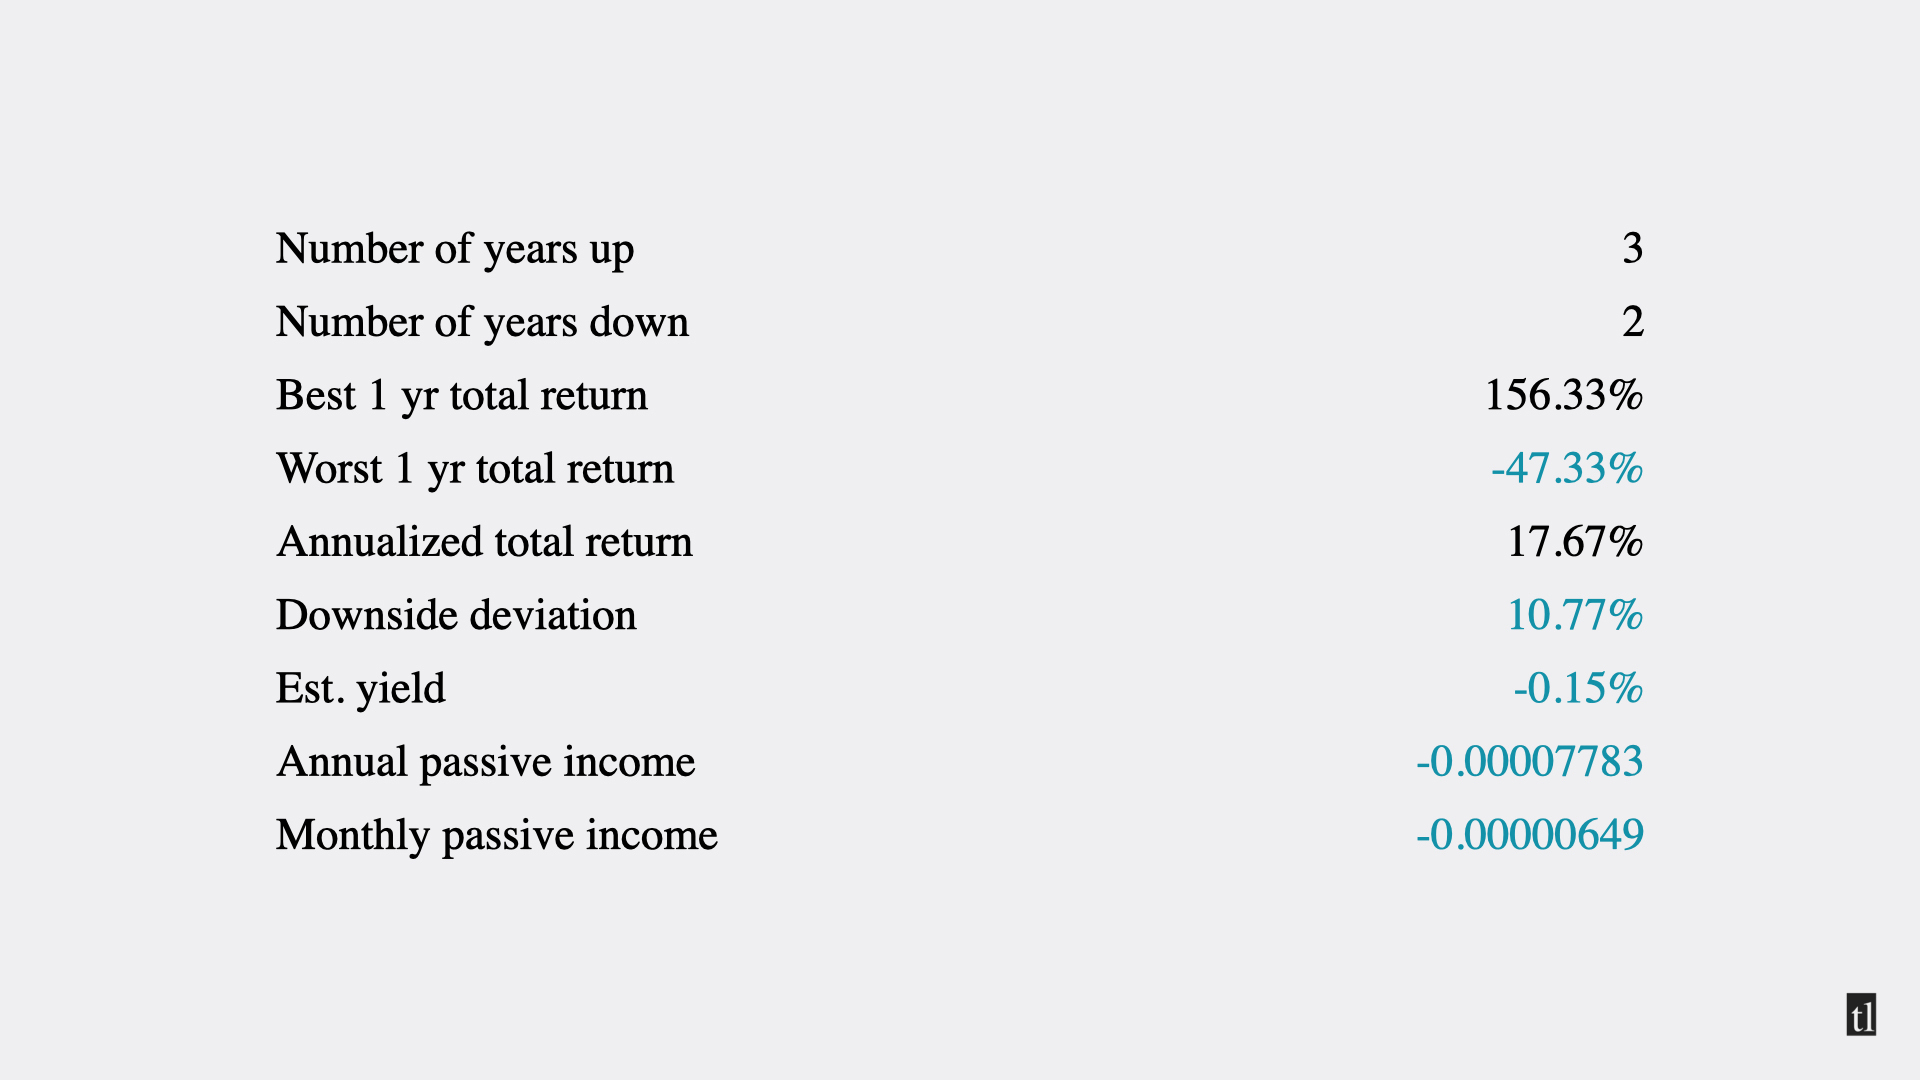 Number of years up 3
Number of years down 2
Best 1 yr total return 156.33%
Worst 1 yr total return -47.33%
Annualized total return 17.67%
Downside deviation 10.77%
Est. yield -0.15%
Annual passive income -0.00007783
Monthly passive income -0.00000649
tl